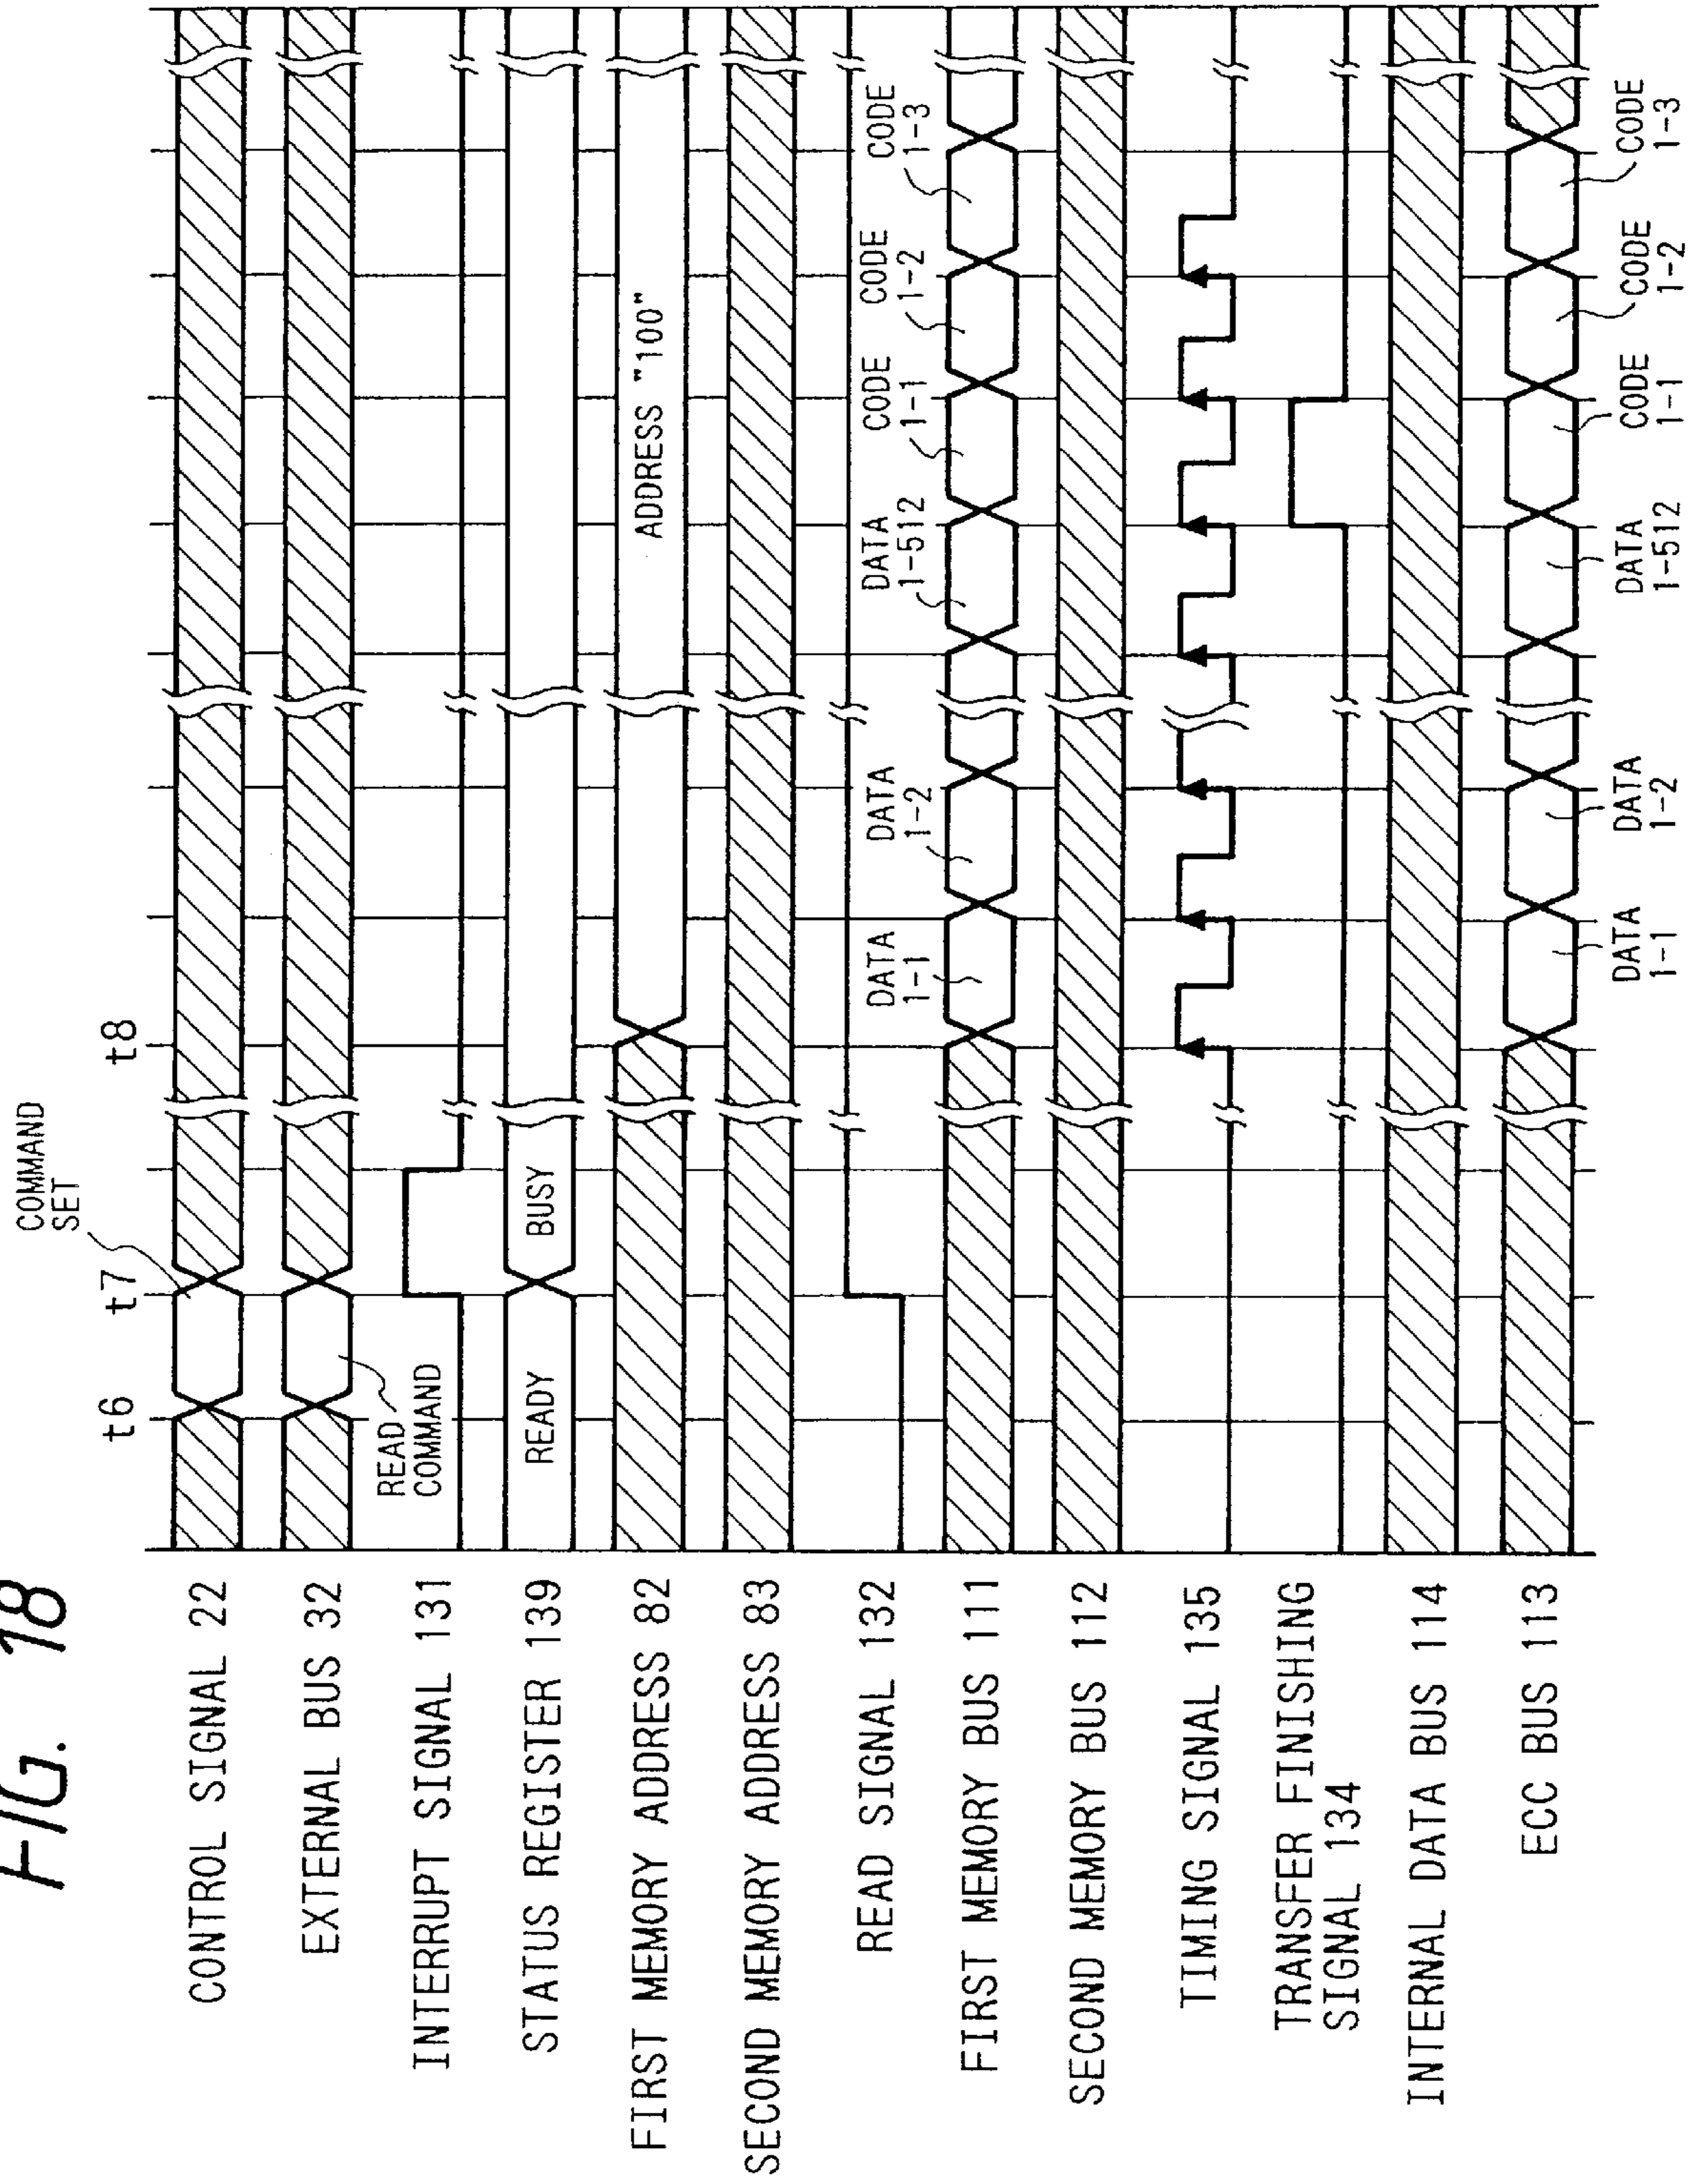 FIG. 18
COMMAND
SET
t6
t7
t8
CONTROL SIGNAL 22
EXTERNAL BUS 32
READ
COMMAND
INTERRUPT SIGNAL 131
STATUS REGISTER 139
READY
BUSY
FIRST MEMORY ADDRESS 82
ADDRESS "100"
SECOND MEMORY ADDRESS 83
READ SIGNAL 132
DATA
1-1
DATA
1-2
DATA
1-512
CODE
1-1
CODE
1-2
CODE
1-3
FIRST MEMORY BUS 111
SECOND MEMORY BUS 112
TIMING SIGNAL 135
TRANSFER FINISHING
SIGNAL 134
INTERNAL DATA BUS 114
ECC BUS 113
DATA
1-1
DATA
1-2
DATA
1-512
CODE
1-1
CODE
1-2
CODE
1-3